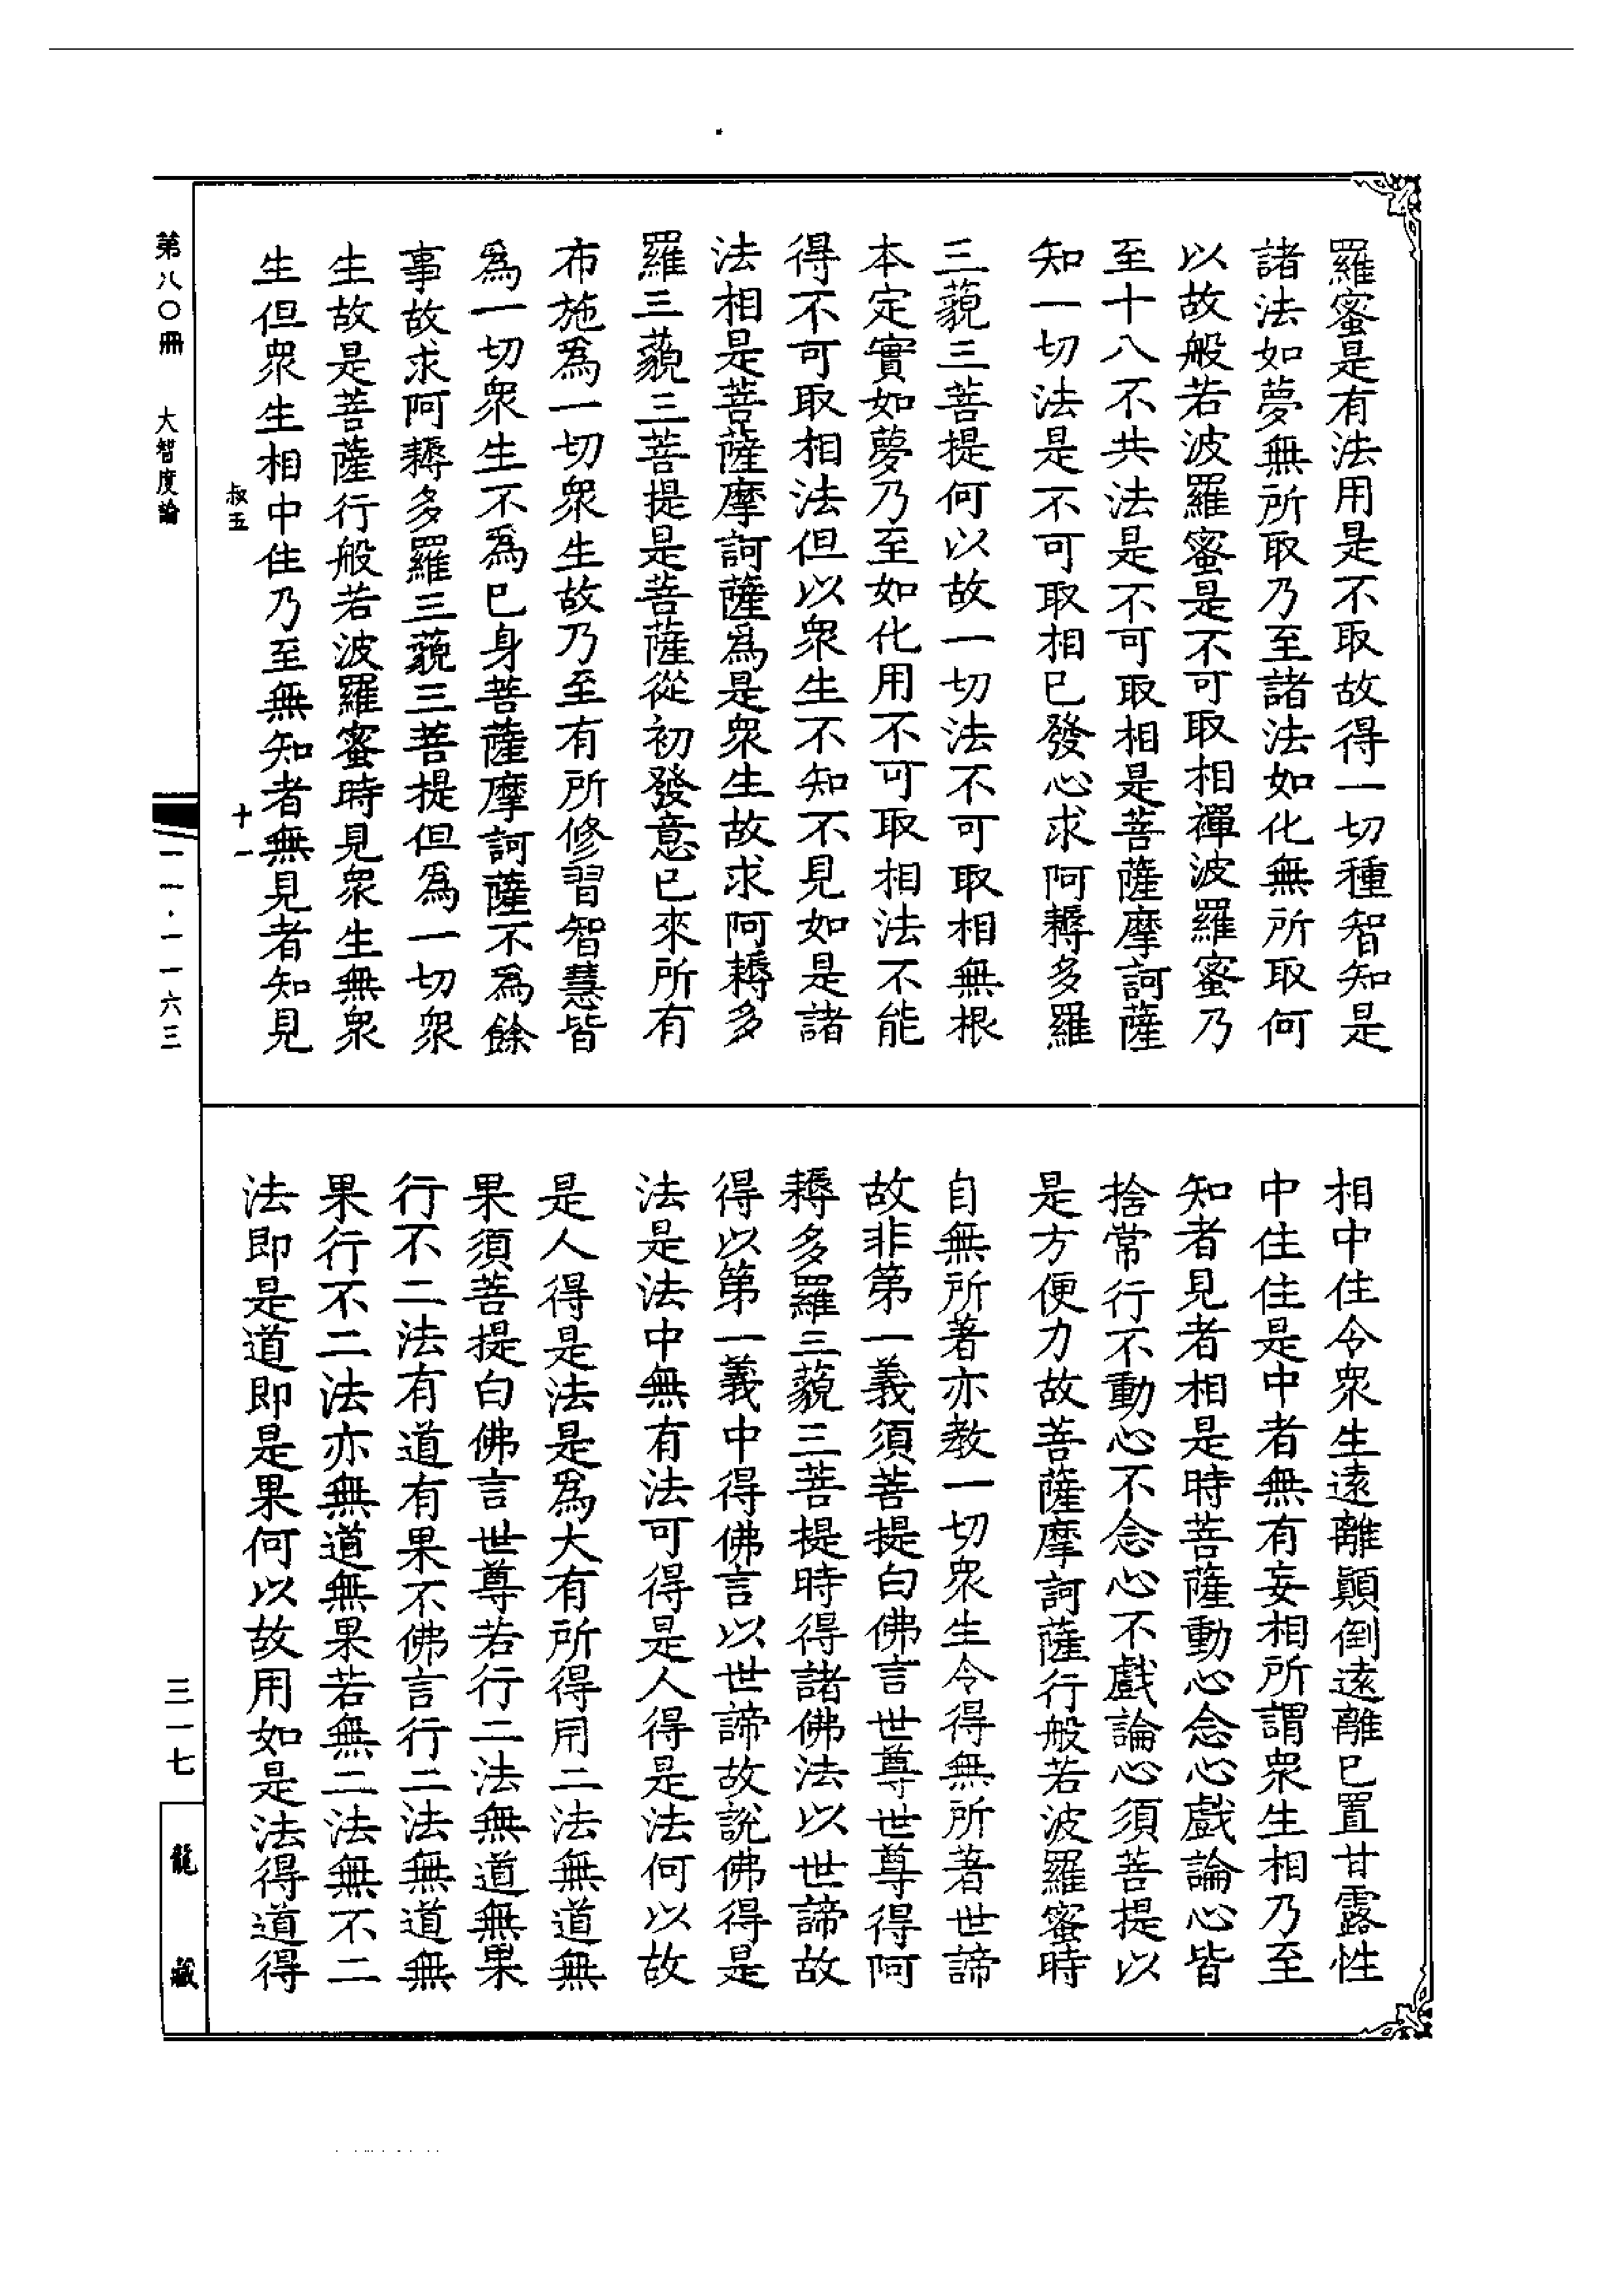 羅蜜是有法用是不取故得一切種智知是
諸法如夢無所取乃至諸法如化無所取何
以故般若波羅蜜是不可取相禪波羅蜜乃
至十八不共法是不可取相是菩薩摩訶薩
知一切法是不可取相已發心求阿耨多羅
三藐三菩提何以故一切法不可取相無根
本定實如夢乃至如化用不可取相法不能
得不可取相法但以衆生不知不見如是諸
法相是菩薩摩訶薩爲是衆生故求阿耨多
羅三藐三菩提是菩薩從初發意已來所有
布施爲一切衆生故乃至有所修習智慧皆
爲一切衆生不爲已身菩薩摩訶薩不爲餘
事故求阿耨多羅三藐三菩提但爲一切衆
生故是菩薩行般若波羅蜜時見衆生無衆
生但衆生相中住乃至無知者無見者知見
叔五
十一
相中住令衆生遠離顚倒遠離已置甘露性
中住住是中者無有妄相所謂衆生相乃至
知者見者相是時菩薩動心念心戲論心皆
捨常行不動心不念心不戲論心須菩提以
是方便力故菩薩摩訶薩行般若波羅蜜時
自無所著亦教一切衆生令得無所著世諦
故非第一義須菩提白佛言世尊世尊得阿
耨多羅三藐三菩提時得諸佛法以世諦故
得以第一義中得佛言以世諦故說佛得是
法是法中無有法可得是人得是法何以故
是人得是法是爲大有所得用二法無道無
果須菩提白佛言世尊若行二法無道無果
行不二法有道有果不佛言行二法無道無
果行不二法亦無道無果若無二法無不二
法即是道即是果何以故用如是法得道得
第八〇冊
大智度論
一一·一一六三
三一七
龍藏